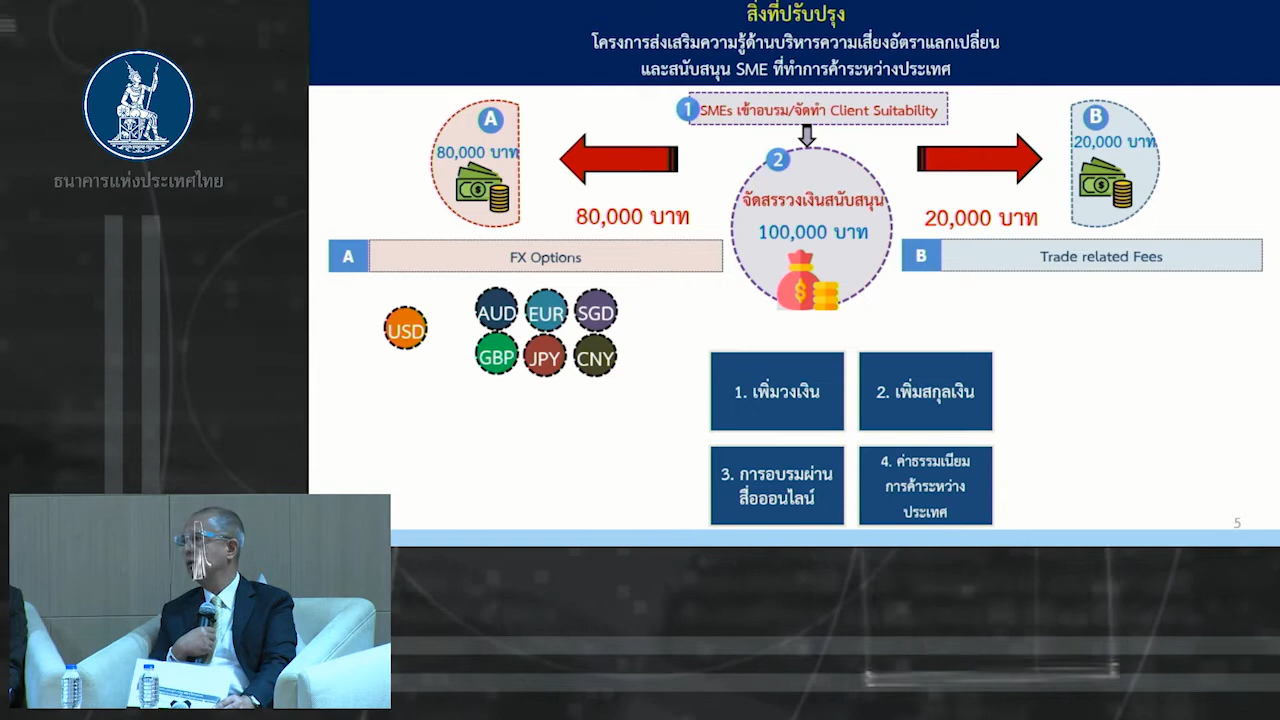 สิ่งที่ปรับปรุง
โครงการส่งเสริมความรู้ด้านบริหารความเสี่ยงอัตราแลกเปลี่ยน
และสนับสนุน SME ที่ทำการค้าระหว่างประเทศ
ธนาคารแห่งประเทศไทย
1
SMEs เข้าอบรม/จัดทำ Client Suitability
A
80,000 บาท
80,000 บาท
2
จัดสรรวงเงินสนับสนุน
100,000 บาท
B
20,000 บาท
20,000 บาท
A
FX Options
B
Trade related Fees
USD
AUD EUR SGD
GBP JPY CNY
1. เพิ่มวงเงิน
2. เพิ่มสกุลเงิน
3. การอบรมผ่าน
สื่อออนไลน์
4. ค่าธรรมเนียม
การค้าระหว่าง
ประเทศ
5